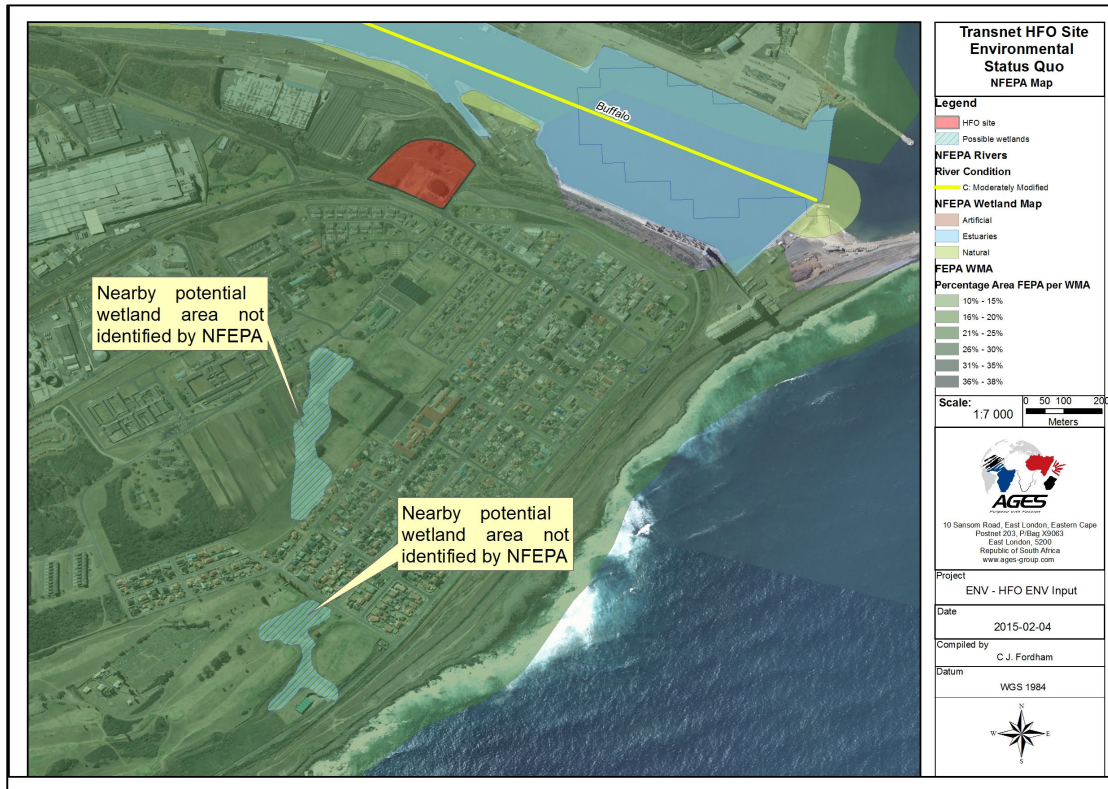 Buffalo
Nearby potential
wetland area not
identified by NFEPA
Nearby potential
wetland area not
identified by NFEPA
Transnet HFO Site
Environmental
Status Quo
NFEPA Map
Legend
HFO site
Possible wetlands
NFEPA Rivers
River Condition
C: Moderately Modified
NFEPA Wetland Map
Artificial
Estuaries
Natural
FEPA WMA
Percentage Area FEPA per WMA
10% - 15%
16% - 20%
21% - 25%
26% - 30%
31% - 35%
36% - 38%
Scale:
1:7 000
0 50 100 200
Meters
AGES
Purposely with Passion
10 Sansom Road, East London, Eastern Cape
Postnet 203, P/Bag X9063
East London, 5200
Republic of South Africa
www.ages-group.com
Project
ENV - HFO ENV Input
Date
2015-02-04
Compiled by
C J. Fordham
Datum
WGS 1984
N
W E
S